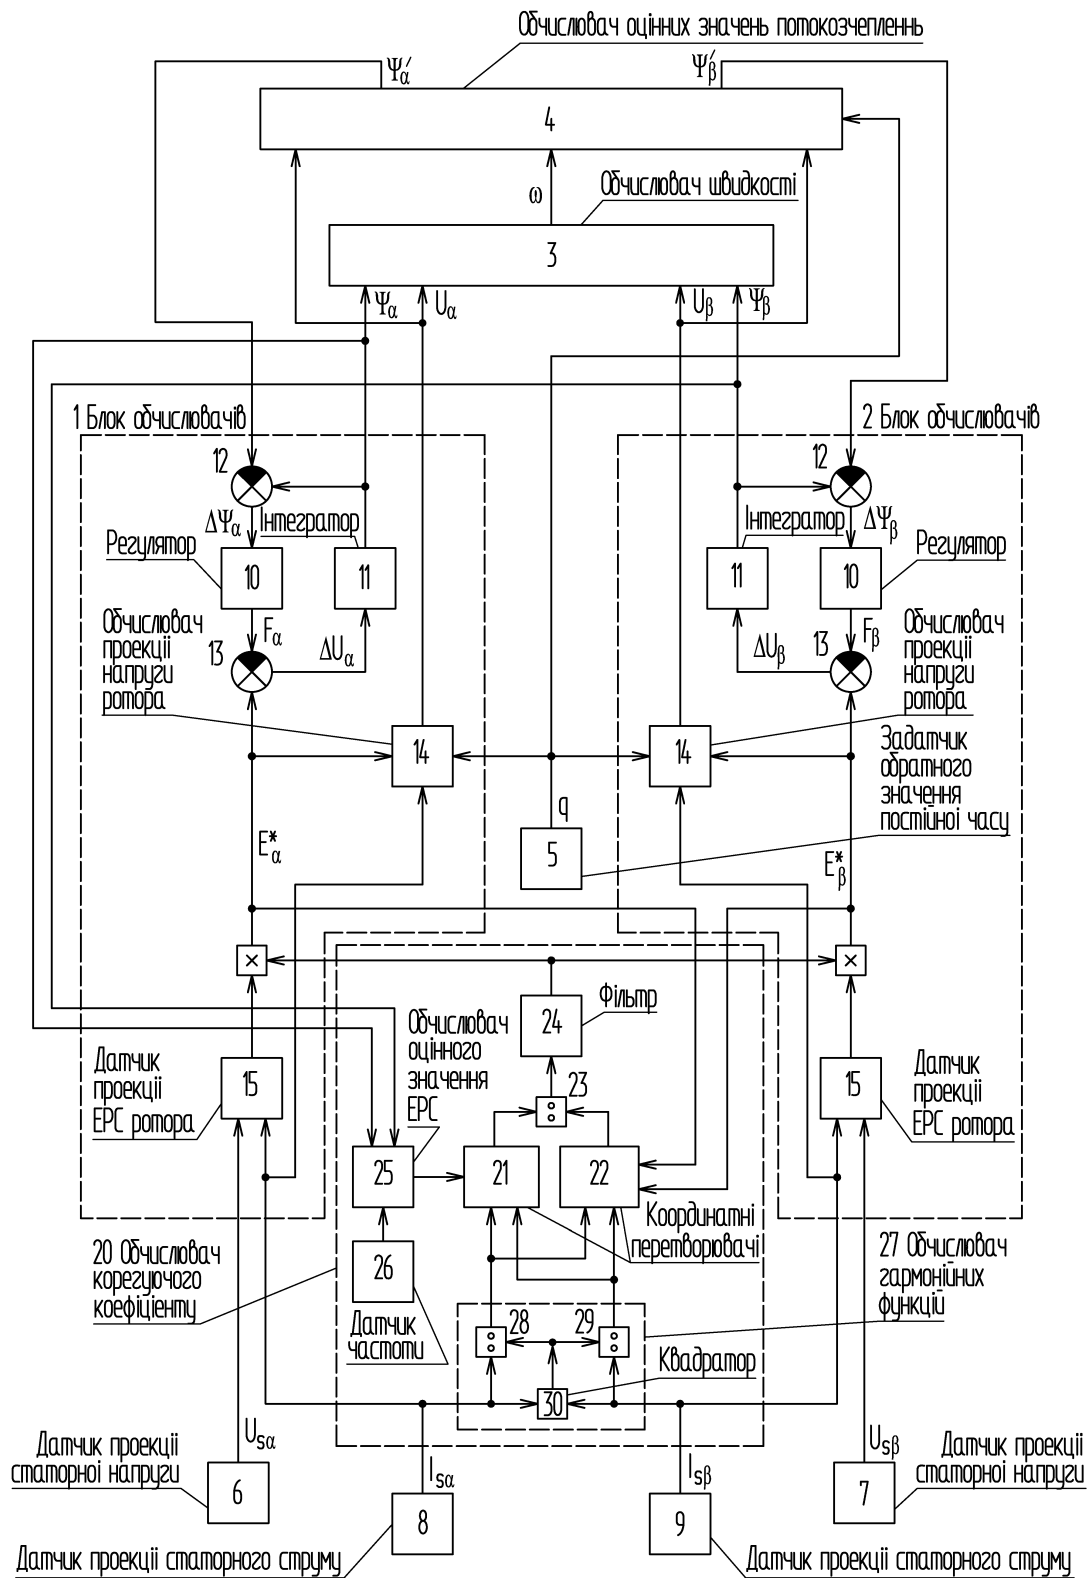 Обчислювач оцінних значень потокозчепленнь
Ψ′α
Ψ′β
4
ω
Обчислювач швидкості
3
Ψα
Uα
Uβ
Ψβ
1 Блок обчислювачів
2 Блок обчислювачів
12
12
ΔΨα
Інтегратор
Інтегратор
ΔΨβ
Регулятор
10
11
11
10
Регулятор
Обчислювач
проекції
напруги
ротора
Fα
13
ΔUα
ΔUβ
13
Fβ
Обчислювач
проекції
напруги
ротора
14
14
Задатчик
обратного
значення
постійної часу
q
5
E*α
E*β
×
×
Фільтр
24
Обчислювач
оцінного
значення
ЕРС
Датчик
проекції
ЕРС ротора
15
23
15
Датчик
проекції
ЕРС ротора
25
21
22
Координатні
перетворювачі
20 Обчислювач
корегуючого
коефіціенту
26
Датчик
частоти
27 Обчислювач
гармонійних
функцій
28
29
Квадратор
30
Usα
Usβ
Датчик проекції
статорної напруги
6
Isα
Isβ
Датчик проекції
статорної напруги
7
8
9
Датчик проекції статорного струму
Датчик проекції статорного струму